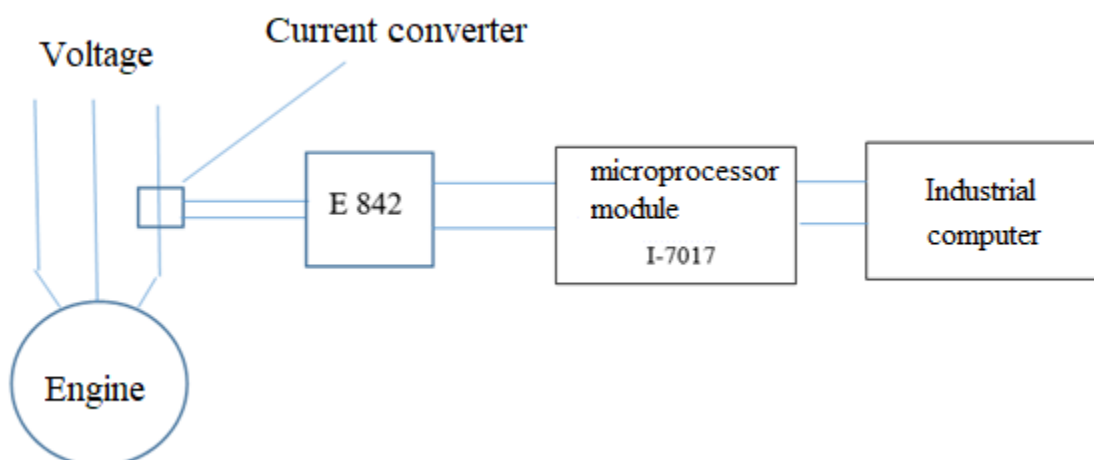 Current converter
Voltage
E 842
microprocessor
module
I-7017
Industrial
computer
Engine